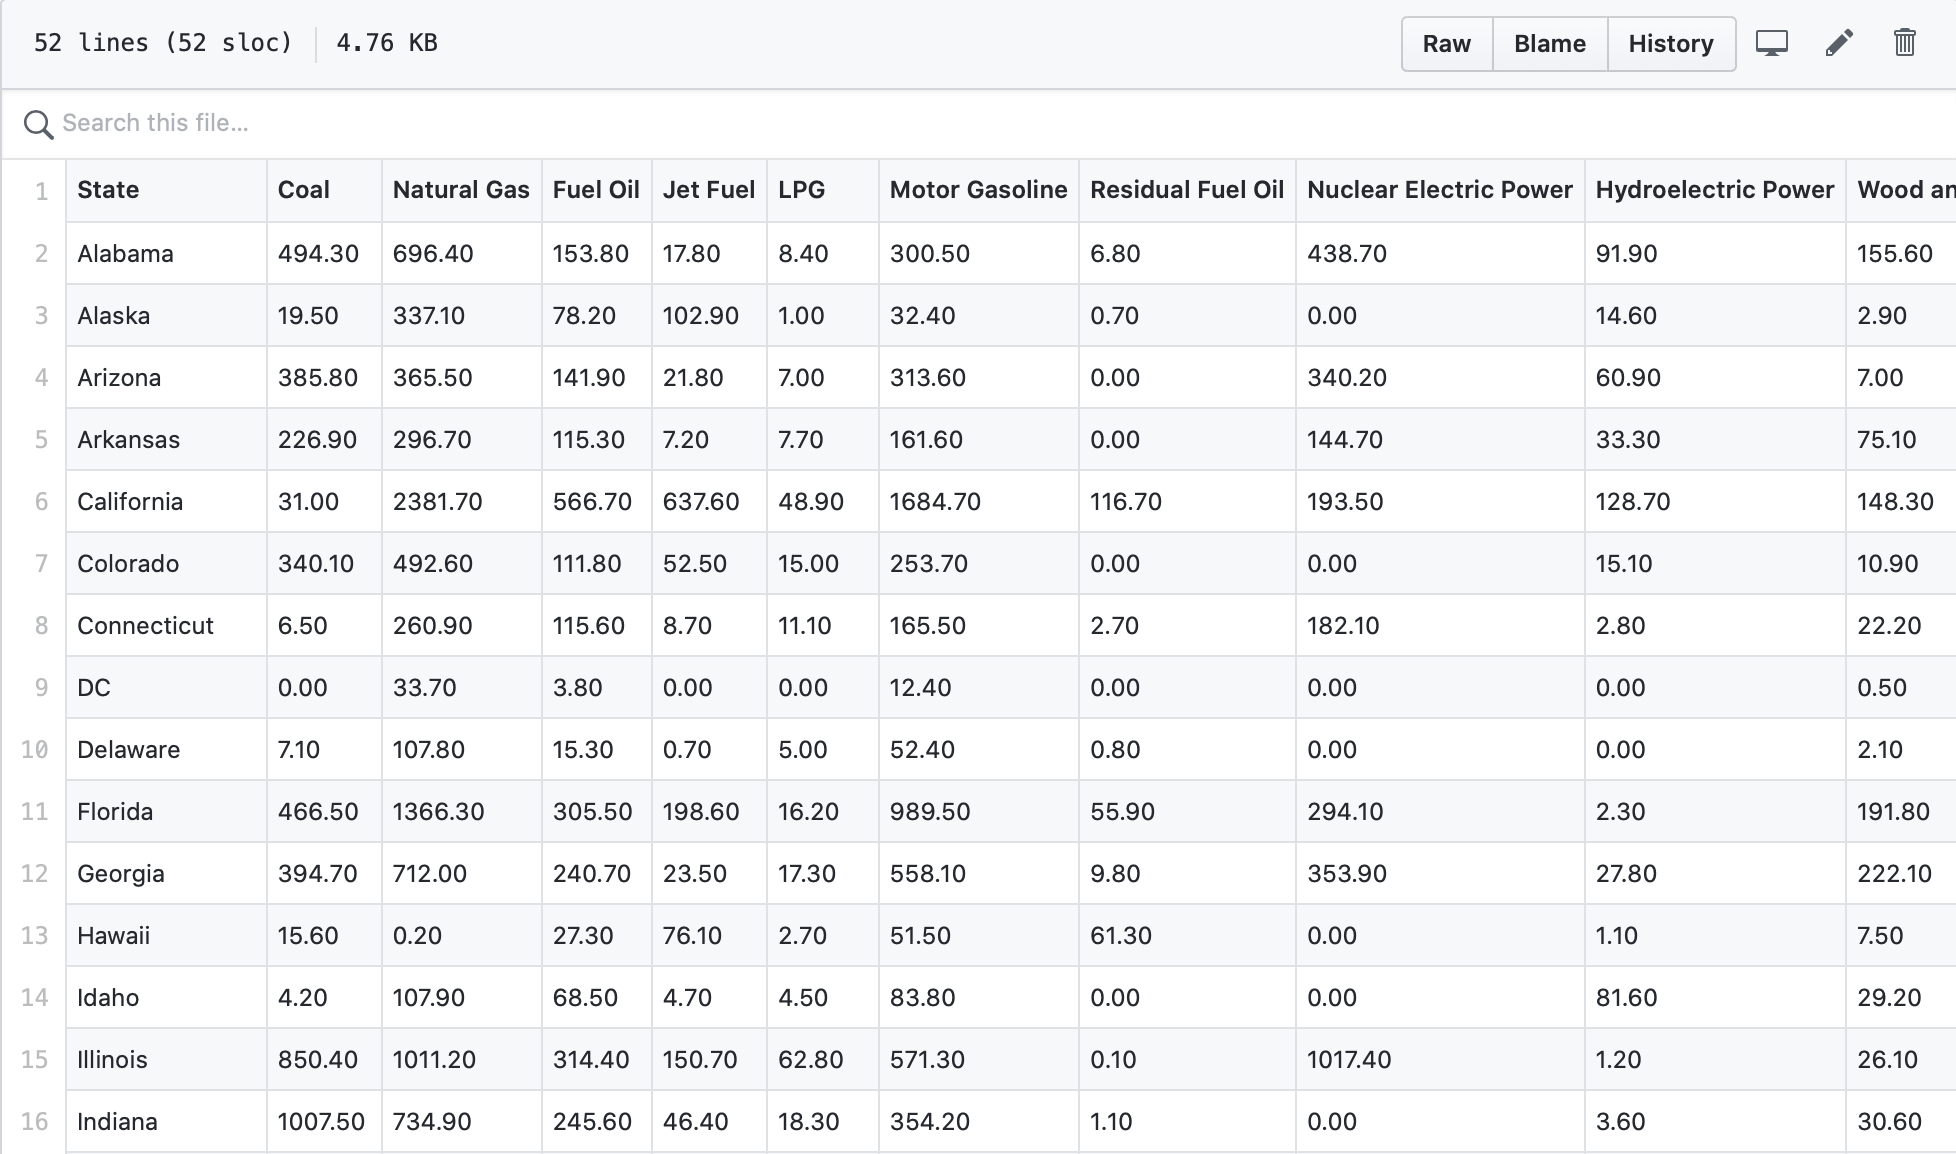 52 lines (52 sloc) 4.76 KB Raw Blame History
Search this file...
1 State Coal Natural Gas Fuel Oil Jet Fuel LPG Motor Gasoline Residual Fuel Oil Nuclear Electric Power Hydroelectric Power Wood an
2 Alabama 494.30 696.40 153.80 17.80 8.40 300.50 6.80 438.70 91.90 155.60
3 Alaska 19.50 337.10 78.20 102.90 1.00 32.40 0.70 0.00 14.60 2.90
4 Arizona 385.80 365.50 141.90 21.80 7.00 313.60 0.00 340.20 60.90 7.00
5 Arkansas 226.90 296.70 115.30 7.20 7.70 161.60 0.00 144.70 33.30 75.10
6 California 31.00 2381.70 566.70 637.60 48.90 1684.70 116.70 193.50 128.70 148.30
7 Colorado 340.10 492.60 111.80 52.50 15.00 253.70 0.00 0.00 15.10 10.90
8 Connecticut 6.50 260.90 115.60 8.70 11.10 165.50 2.70 182.10 2.80 22.20
9 DC 0.00 33.70 3.80 0.00 0.00 12.40 0.00 0.00 0.00 0.50
10 Delaware 7.10 107.80 15.30 0.70 5.00 52.40 0.80 0.00 0.00 2.10
11 Florida 466.50 1366.30 305.50 198.60 16.20 989.50 55.90 294.10 2.30 191.80
12 Georgia 394.70 712.00 240.70 23.50 17.30 558.10 9.80 353.90 27.80 222.10
13 Hawaii 15.60 0.20 27.30 76.10 2.70 51.50 61.30 0.00 1.10 7.50
14 Idaho 4.20 107.90 68.50 4.70 4.50 83.80 0.00 0.00 81.60 29.20
15 Illinois 850.40 1011.20 314.40 150.70 62.80 571.30 0.10 1017.40 1.20 26.10
16 Indiana 1007.50 734.90 245.60 46.40 18.30 354.20 1.10 0.00 3.60 30.60